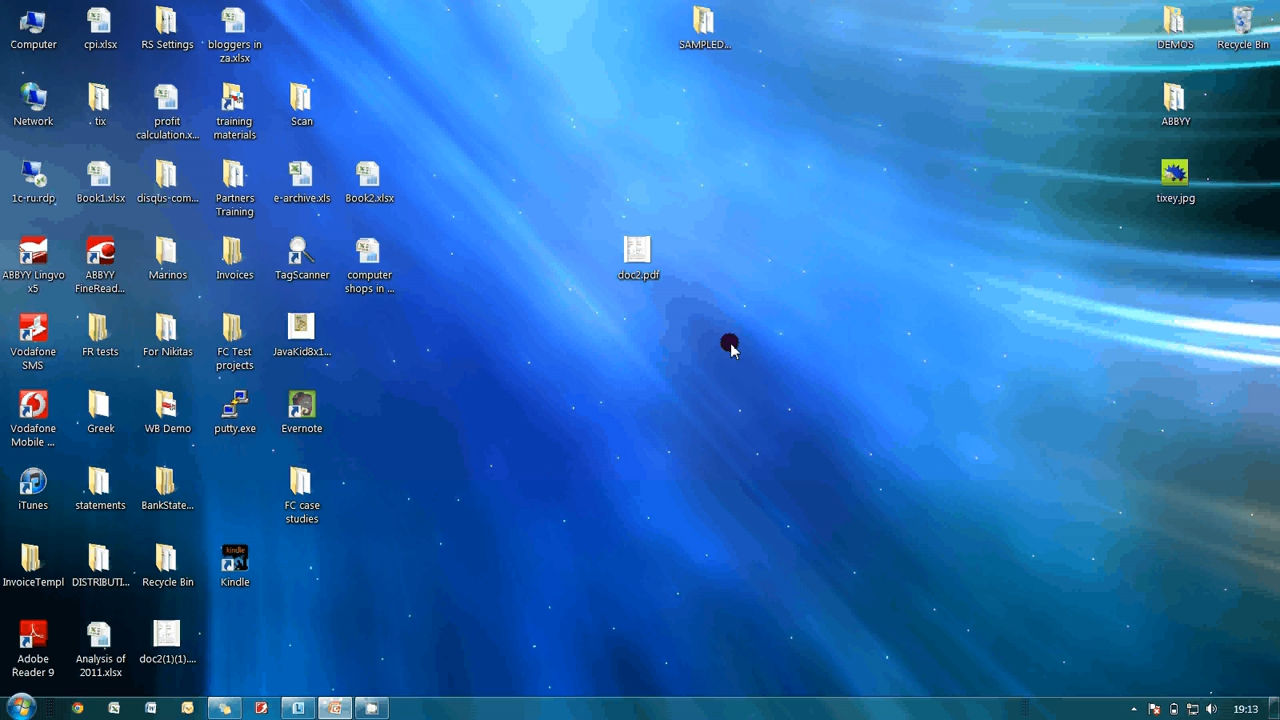 Computer
cpi.xlsx
RS Settings
bloggers in
za.xlsx
SAMPLED...
DEMOS
Recycle Bin
Network
tix
profit
calculation.x...
training
materials
Scan
ABBYY
1c-ru.rdp
Book1.xlsx
disqus-com...
Partners
Training
e-archive.xls
Book2.xlsx
tixey.jpg
ABBYY Lingvo
x5
ABBYY
FineRead...
Marinos
Invoices
TagScanner
computer
shops in ...
doc2.pdf
Vodafone
SMS
FR tests
For Nikitas
FC Test
projects
JavaKid8x1...
Vodafone
Mobile ...
Greek
WB Demo
putty.exe
Evernote
iTunes
statements
BankState...
FC case
studies
InvoiceTempl
DISTRIBUTI...
Recycle Bin
kindle
Kindle
Adobe
Reader 9
Analysis of
2011.xlsx
doc2(1)(1)....
19:13